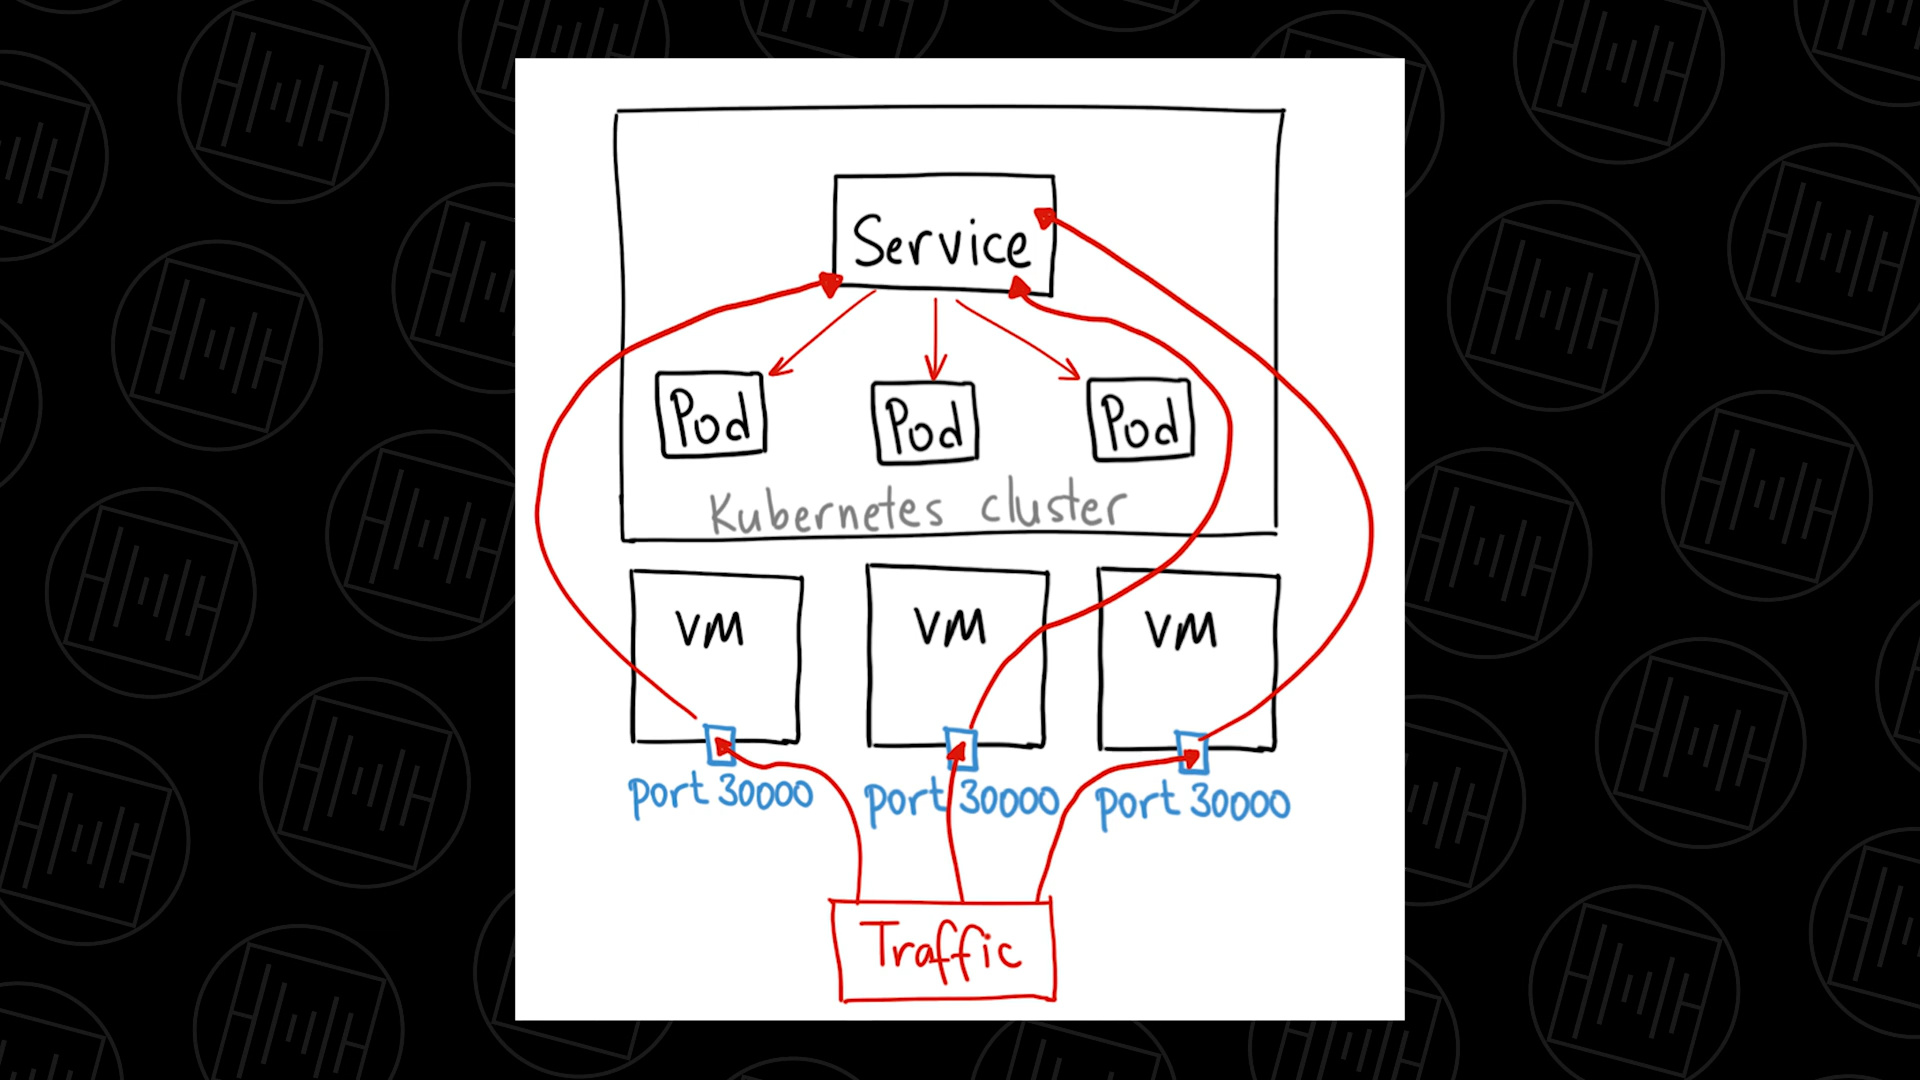 Service
Pod Pod Pod
Kubernetes cluster
VM VM VM
port 30000 port 30000 port 30000
Traffic